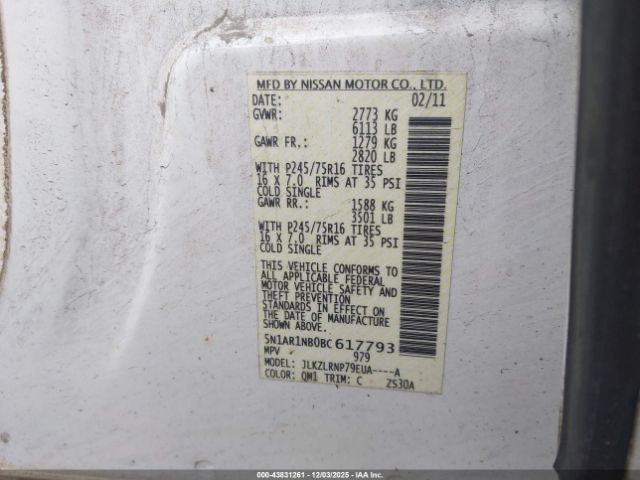 MFD BY NISSAN MOTOR CO., LTD.
DATE: 02/11
GVWR: 2773 KG
6113 LB
GAWR FR.: 1279 KG
2820 LB
WITH P245/75R16 TIRES
16 X 7.0 RIMS AT 35 PSI
COLD SINGLE
GAWR RR.: 1588 KG
3501 LB
WITH P245/75R16 TIRES
16 X 7.0 RIMS AT 35 PSI
COLD SINGLE
THIS VEHICLE CONFORMS TO
ALL APPLICABLE FEDERAL
MOTOR VEHICLE SAFETY AND
THEFT PREVENTION
STANDARDS IN EFFECT ON
THE DATE OF MANUFACTURE
SHOWN ABOVE.
5N1AR1NB0BC617793
MPV 979
MODEL: JLKZLRNP79EUA----A
COLOR: QM1 TRIM: C ZS30A
000-43831261 - 12/03/2025 - IAAI.COM